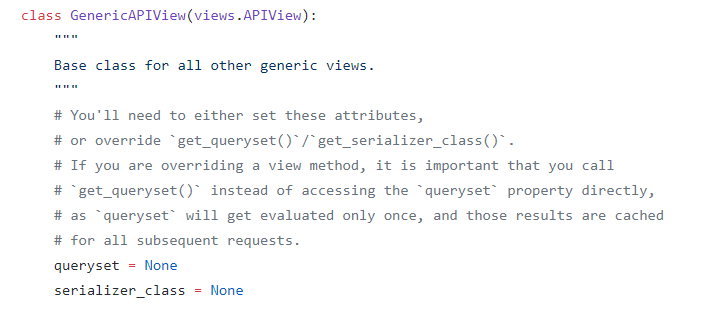 class GenericAPIView(views.APIView):
"""
Base class for all other generic views.
"""
# You'll need to either set these attributes,
# or override `get_queryset()`/`get_serializer_class()`.
# If you are overriding a view method, it is important that you call
# `get_queryset()` instead of accessing the `queryset` property directly,
# as `queryset` will get evaluated only once, and those results are cached
# for all subsequent requests.
queryset = None
serializer_class = None